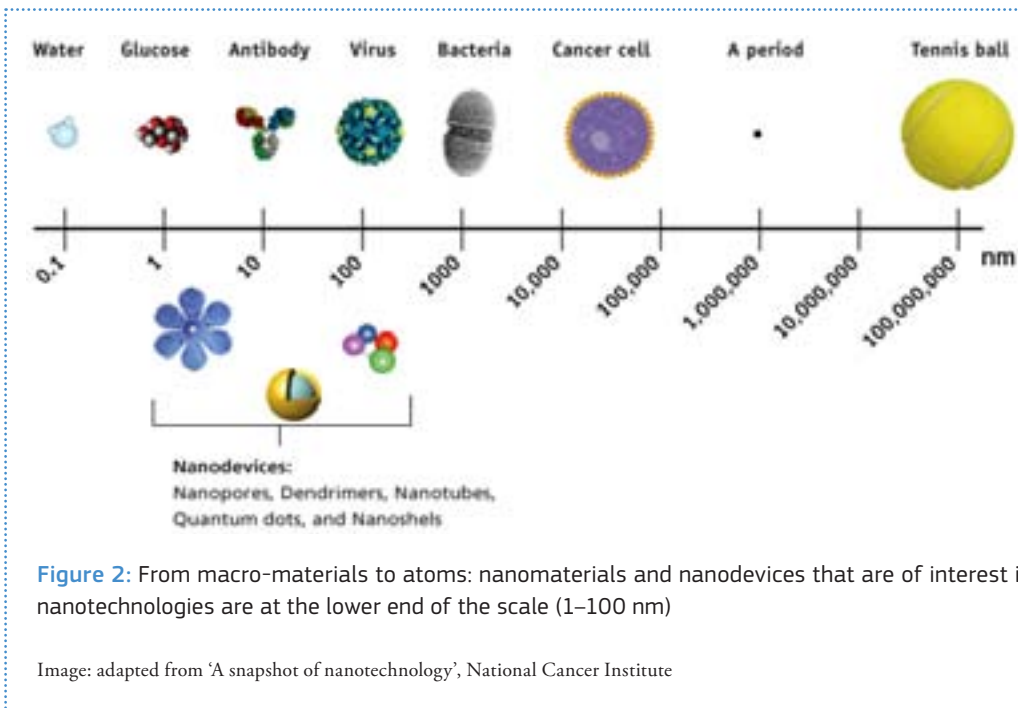 Water Glucose Antibody Virus Bacteria Cancer cell A period Tennis ball
0.1 1 10 100 1000 10,000 100,000 1,000,000 10,000,000 100,000,000 nm
Nanodevices:
Nanopores, Dendrimers, Nanotubes,
Quantum dots, and Nanoshels
Figure 2: From macro-materials to atoms: nanomaterials and nanodevices that are of interest i
nanotechnologies are at the lower end of the scale (1–100 nm)
Image: adapted from ‘A snapshot of nanotechnology’, National Cancer Institute